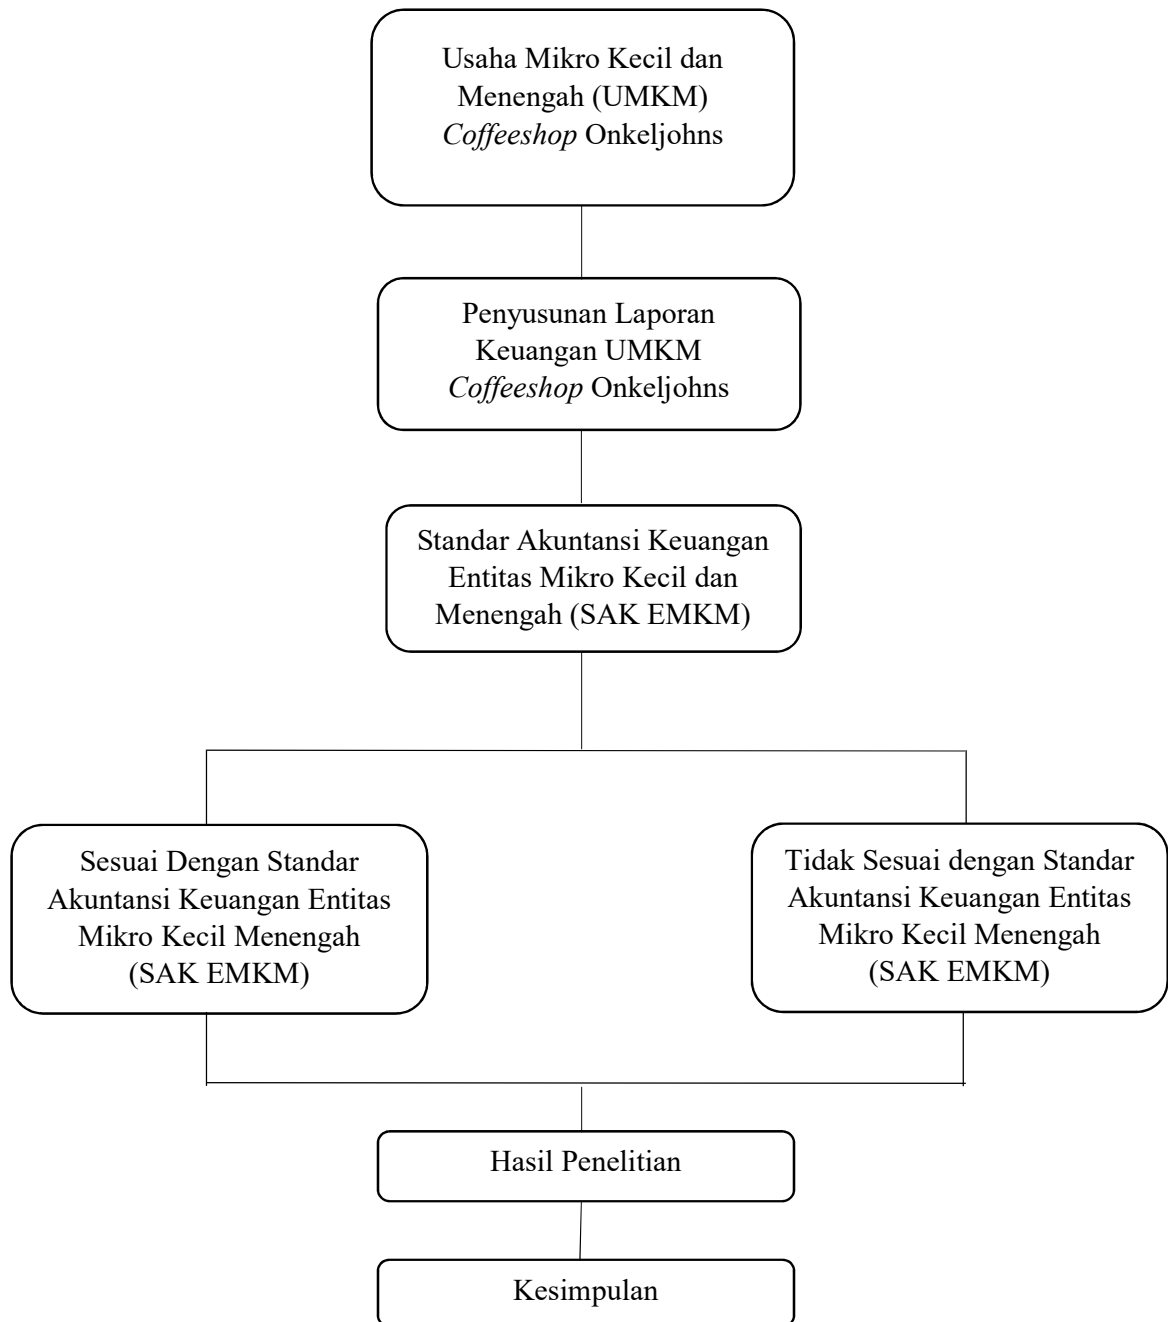 Usaha Mikro Kecil dan
Menengah (UMKM)
Coffeeshop Onkeljohns
Penyusunan Laporan
Keuangan UMKM
Coffeeshop Onkeljohns
Standar Akuntansi Keuangan
Entitas Mikro Kecil dan
Menengah (SAK EMKM)
Sesuai Dengan Standar
Akuntansi Keuangan Entitas
Mikro Kecil Menengah
(SAK EMKM)
Tidak Sesuai dengan Standar
Akuntansi Keuangan Entitas
Mikro Kecil Menengah
(SAK EMKM)
Hasil Penelitian
Kesimpulan